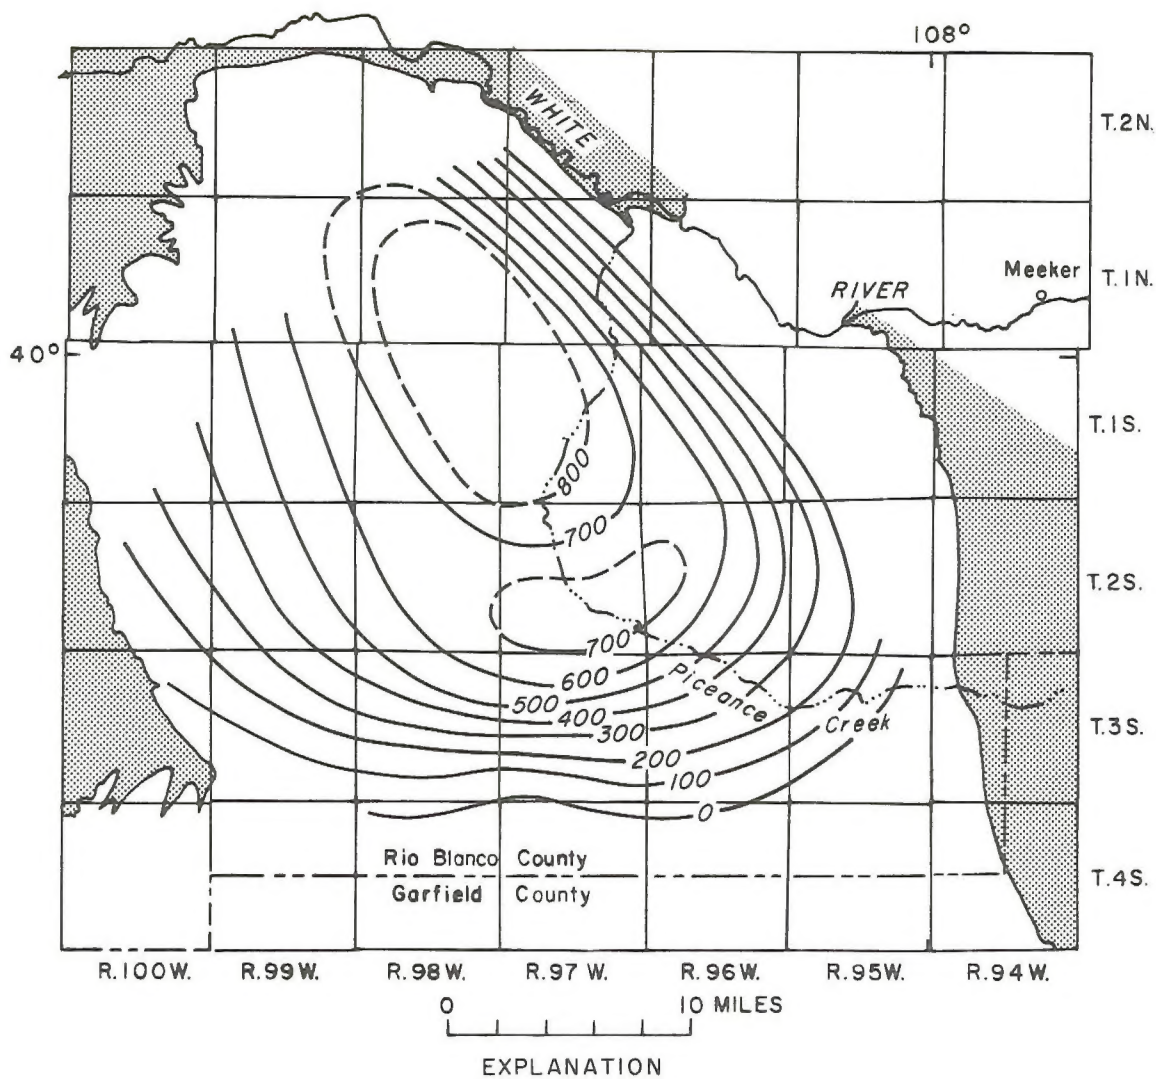 108°
WHITE
T.2N.
Meeker
T.1N.
RIVER
40°
T.1S.
800
700
T.2S.
700
600
Piceance
500
400
Creek
300
T.3S.
200
100
0
Rio Blanco County
Garfield County
T.4S.
R.100W. R.99W. R.98W. R.97W. R.96W. R.95W. R.94W.
0 10 MILES
EXPLANATION